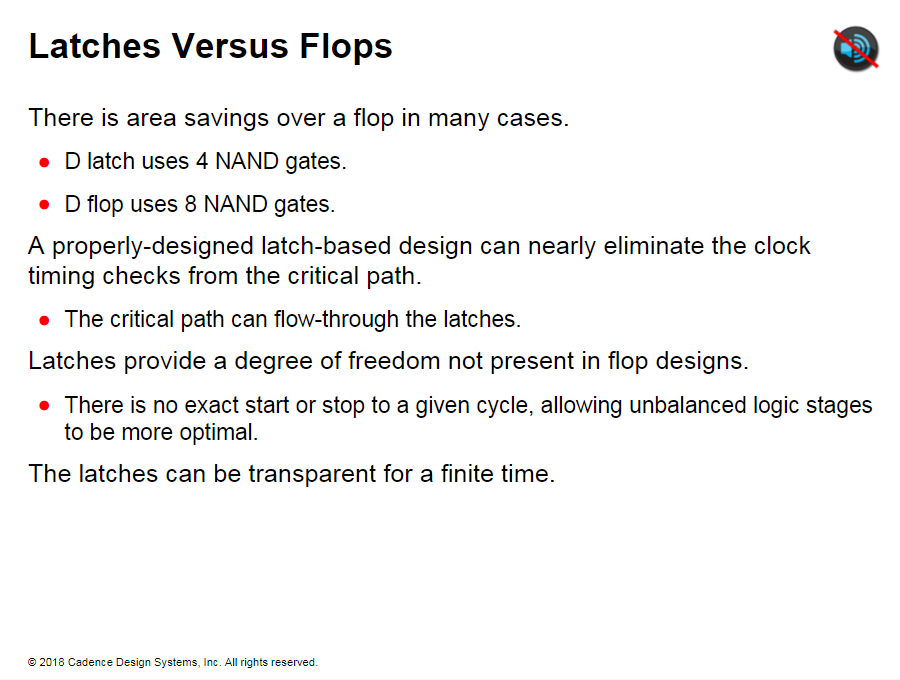 Latches Versus Flops
There is area savings over a flop in many cases.
● D latch uses 4 NAND gates.
● D flop uses 8 NAND gates.
A properly-designed latch-based design can nearly eliminate the clock
timing checks from the critical path.
● The critical path can flow-through the latches.
Latches provide a degree of freedom not present in flop designs.
● There is no exact start or stop to a given cycle, allowing unbalanced logic stages
to be more optimal.
The latches can be transparent for a finite time.
© 2018 Cadence Design Systems, Inc. All rights reserved.